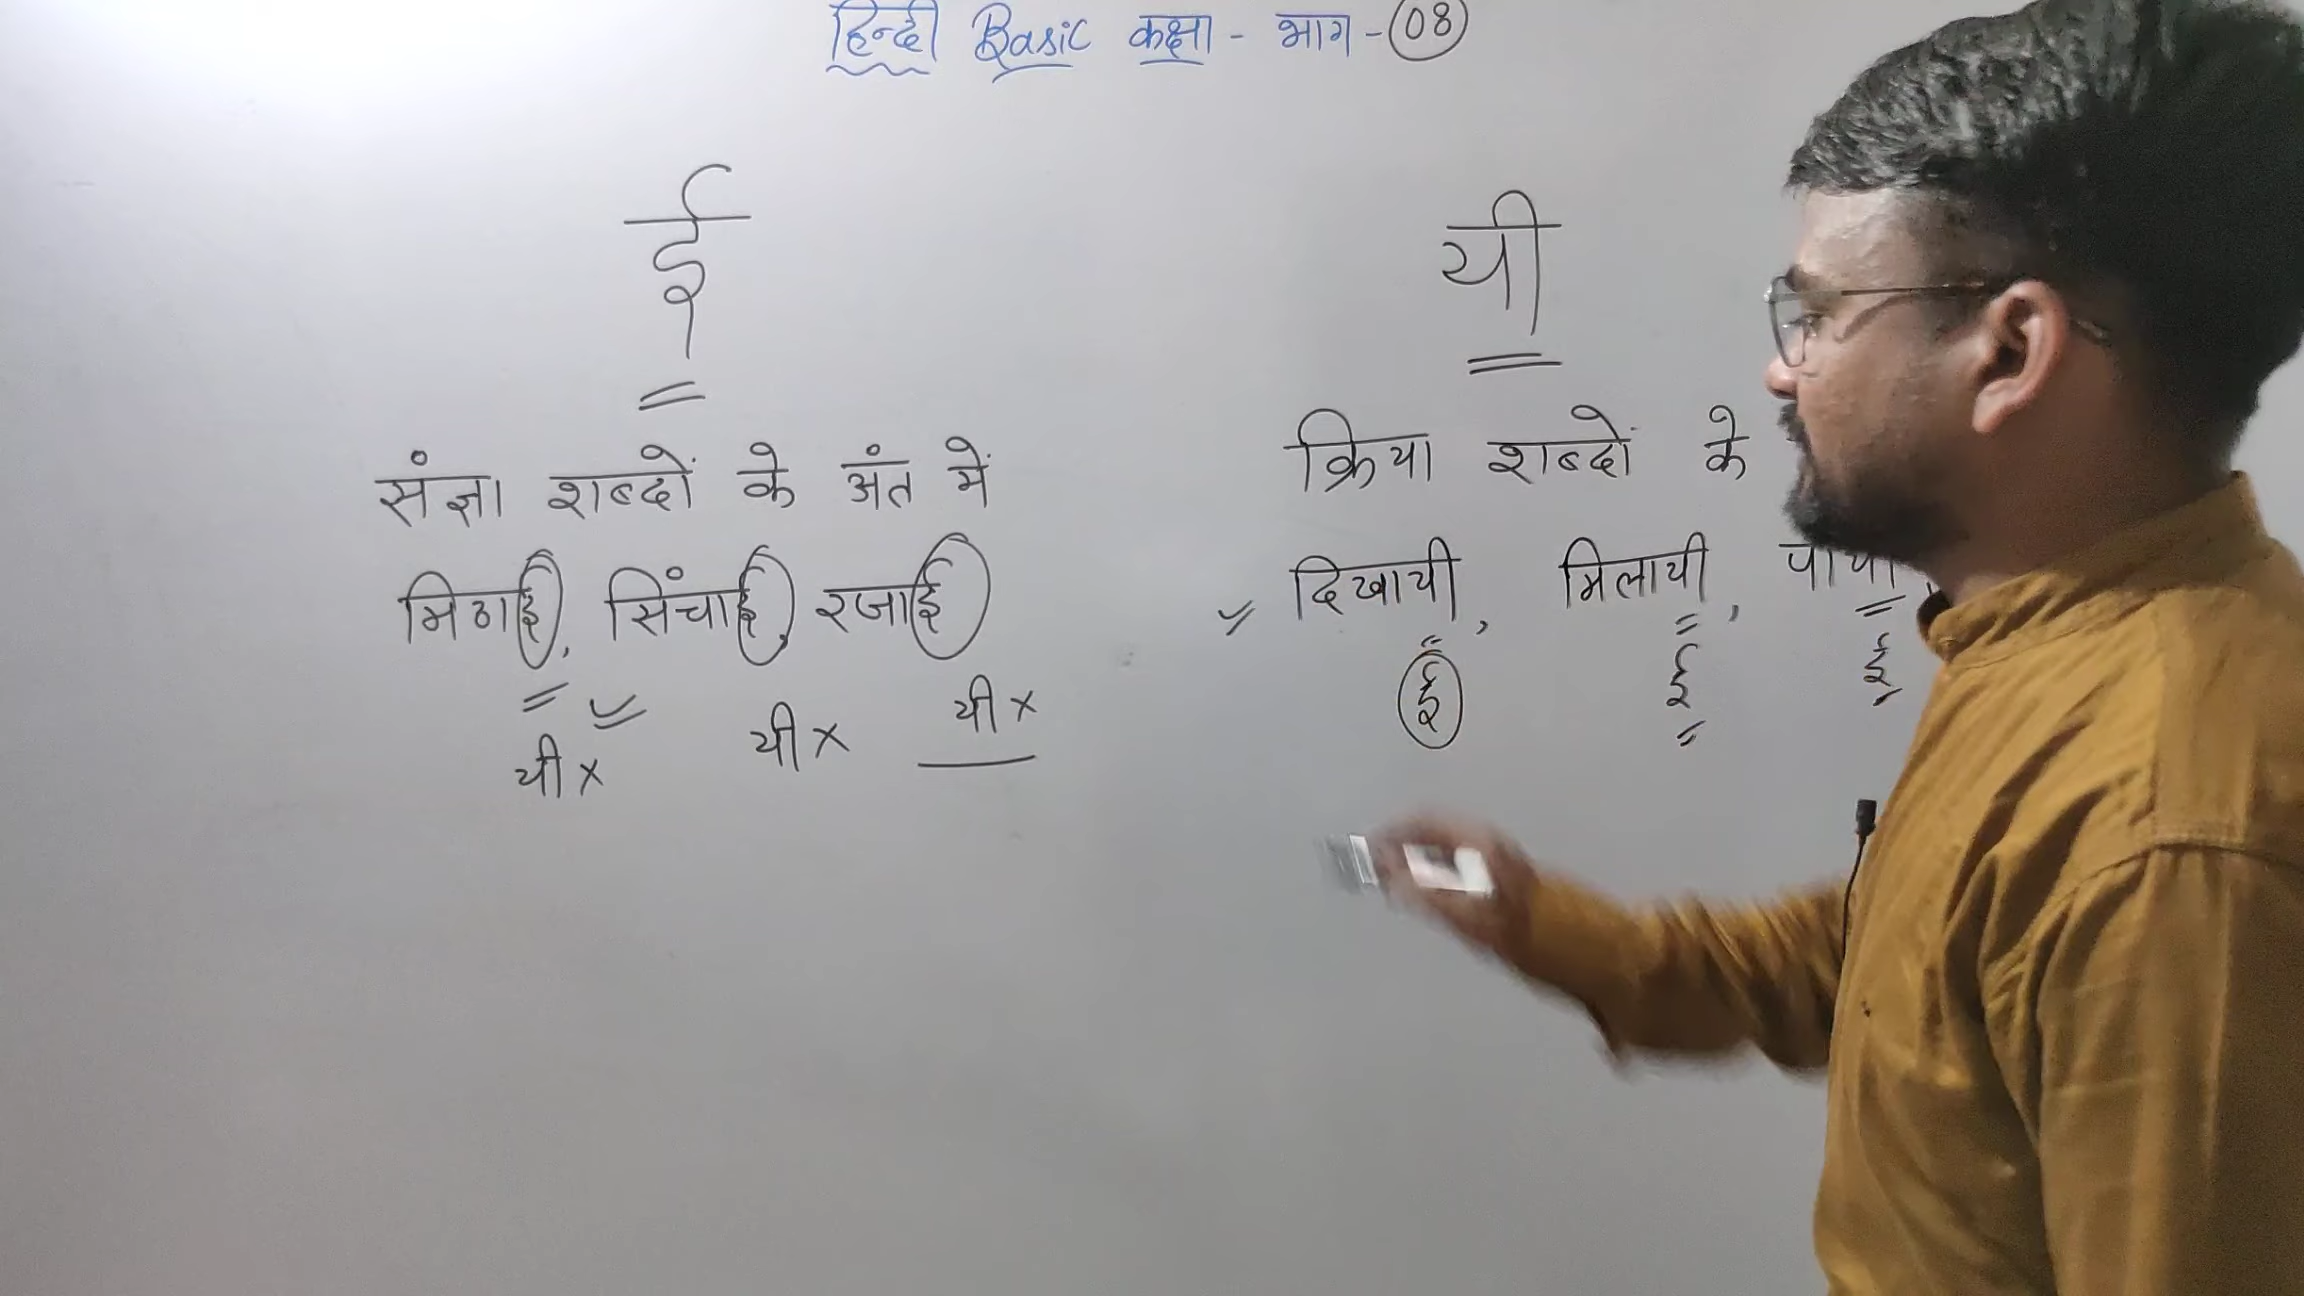 हिन्दी Basic कक्षा - भाग - 08
ई
संज्ञा शब्दों के अंत में
मिठाई, सिंचाई, रजाई
यी × यी × यी ×
यी
क्रिया शब्दों के
दिखायी, मिलायी,
ई ई ई